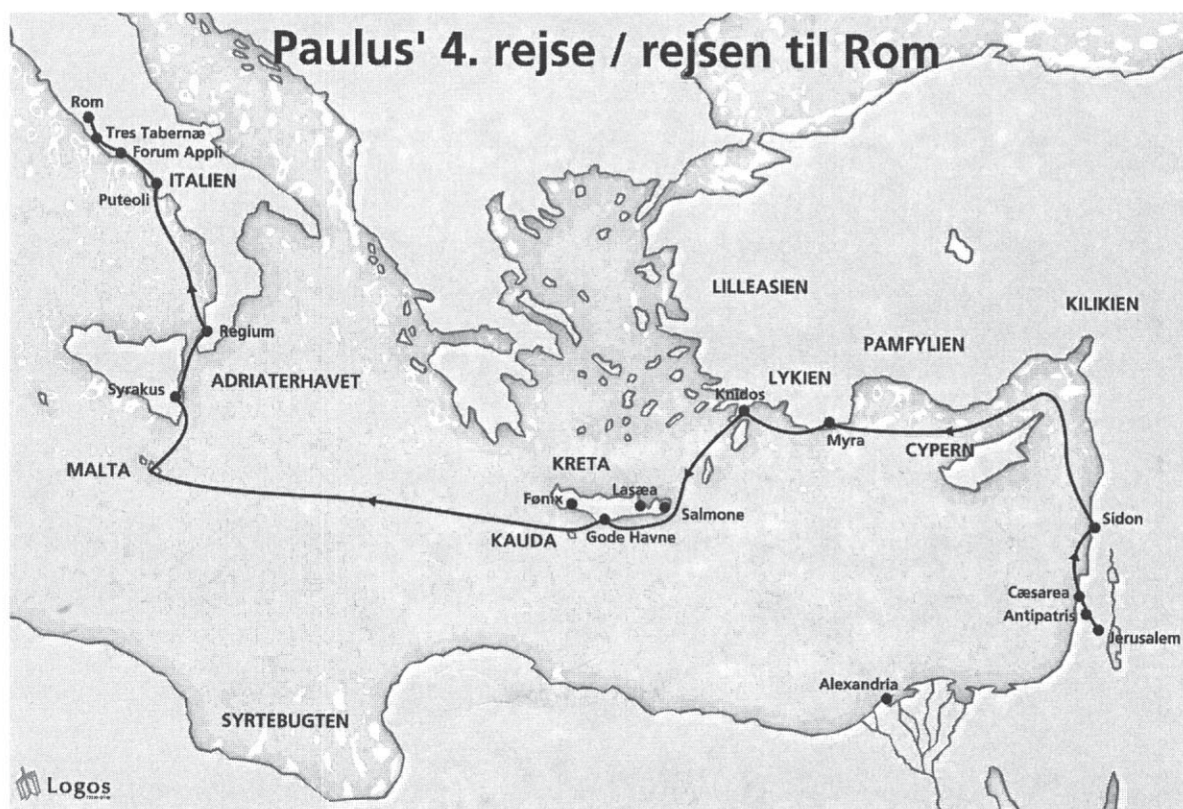 Paulus' 4. rejse / rejsen til Rom
Rom
Tres Tabernæ
Forum Appii
ITALIEN
Puteoli
LILLEASIEN
KILIKIEN
Regium
PAMFYLIEN
ADRIATERHAVET
LYKIEN
Syrakus
Knidos
Myra
CYPERN
MALTA
KRETA
Fønix
Lasæa
Salmone
KAUDA
Gode Havne
Sidon
Cæsarea
Antipatris
Jerusalem
Alexandria
SYRTEBUGTEN
Logos